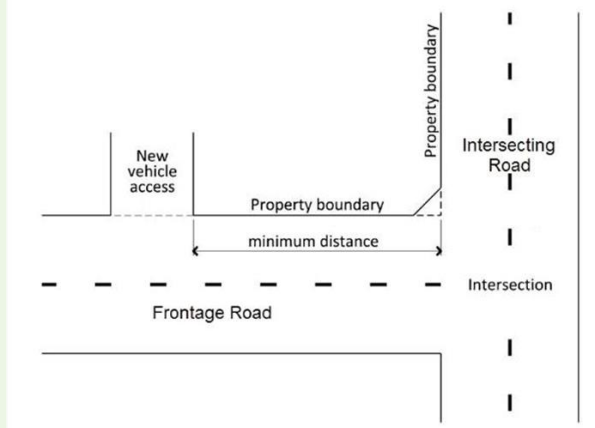 Property boundary
Intersecting
Road
New
vehicle
access
Property boundary
minimum distance
Intersection
Frontage Road